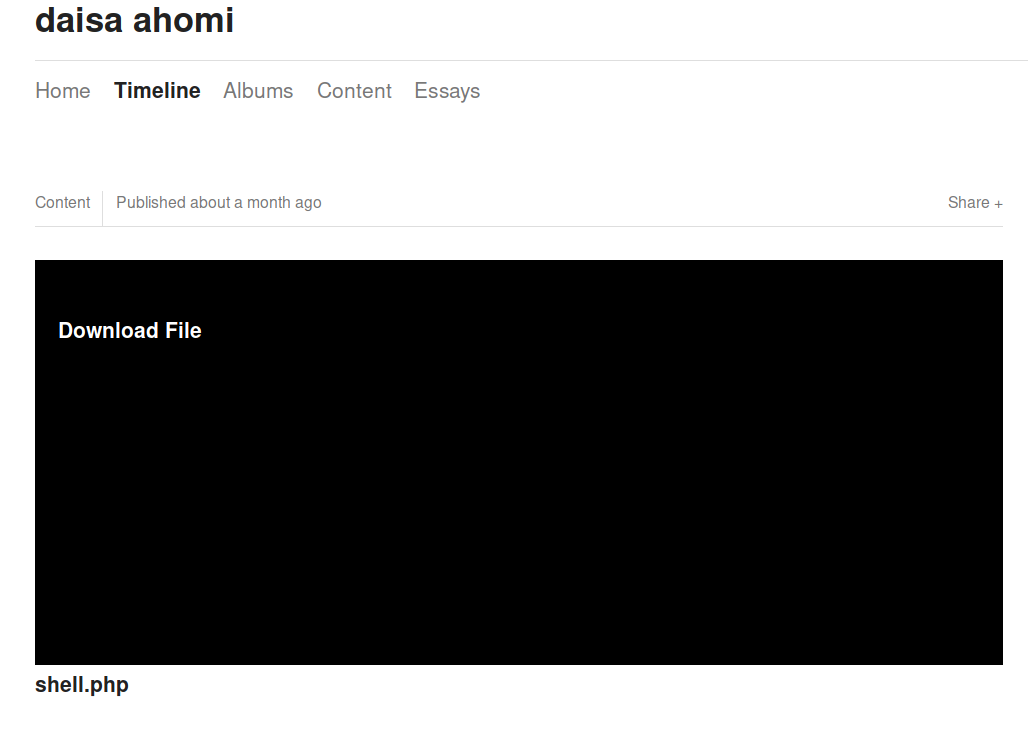 daisa ahomi
Home Timeline Albums Content Essays
Content Published about a month ago Share +
Download File
shell.php